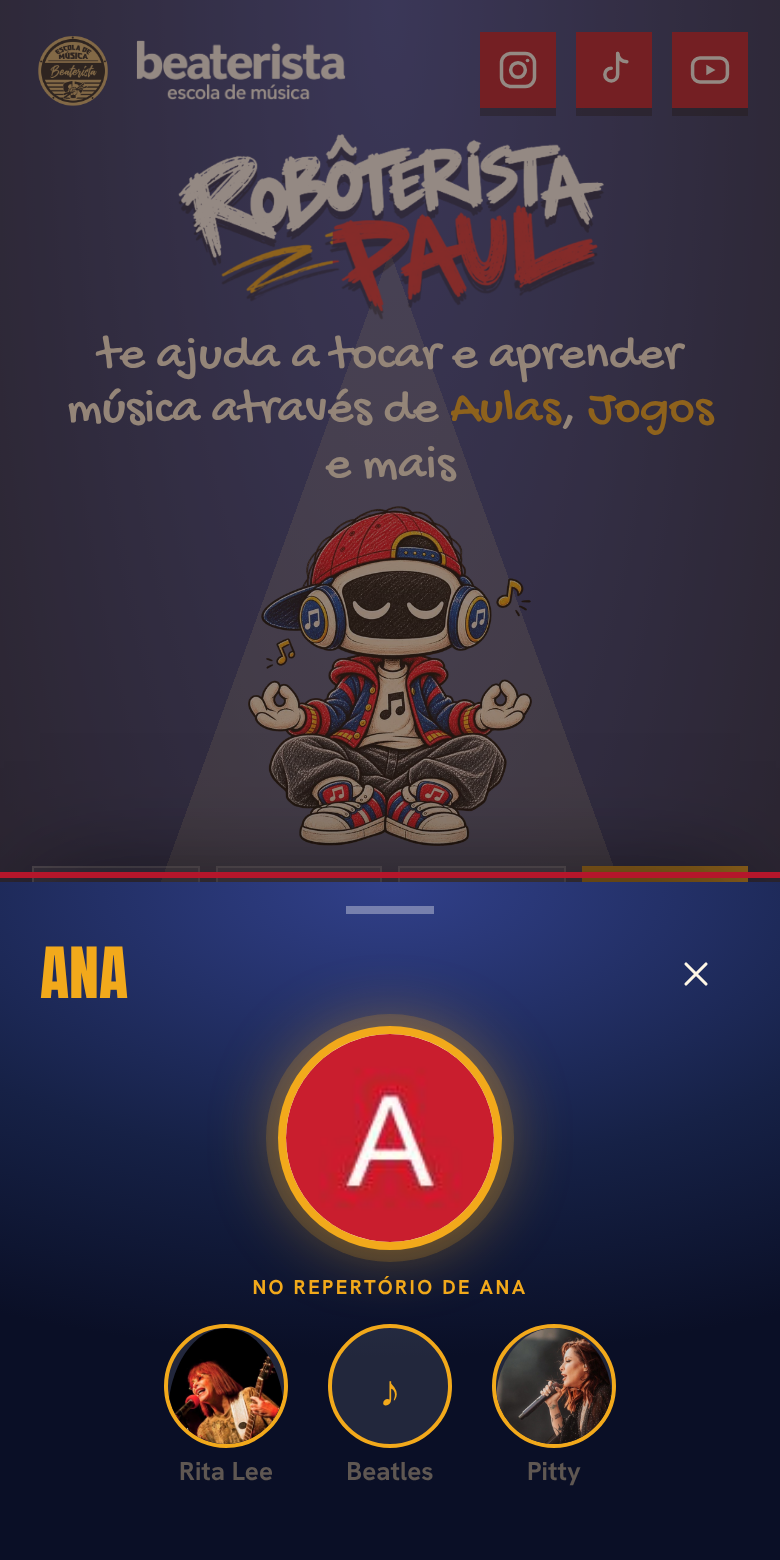 ESCOLA DE
MÚSICA
Beaterista
beaterista
escola de música
RoBÔTERiSTA
PAUL
te ajuda a tocar e aprender
música através de Aulas, Jogos
e mais
ANA
A
NO REPERTÓRIO DE ANA
Rita Lee
Beatles
Pitty